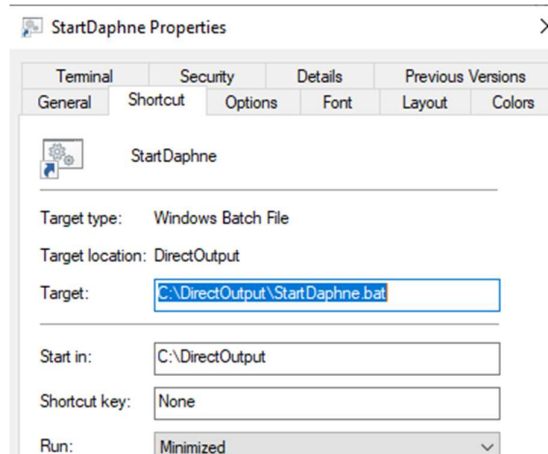 StartDaphne Properties
Terminal Security Details Previous Versions
General Shortcut Options Font Layout Colors
StartDaphne
Target type: Windows Batch File
Target location: DirectOutput
Target: C:\DirectOutput\StartDaphne.bat
Start in: C:\DirectOutput
Shortcut key: None
Run: Minimized